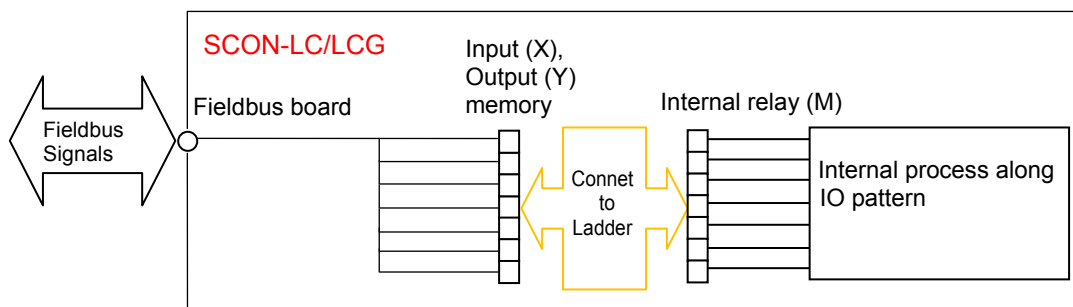 SCON-LC/LCG
Input (X),
Output (Y)
memory
Fieldbus board
Internal relay (M)
Fieldbus
Signals
Connet
to
Ladder
Internal process along
IO pattern